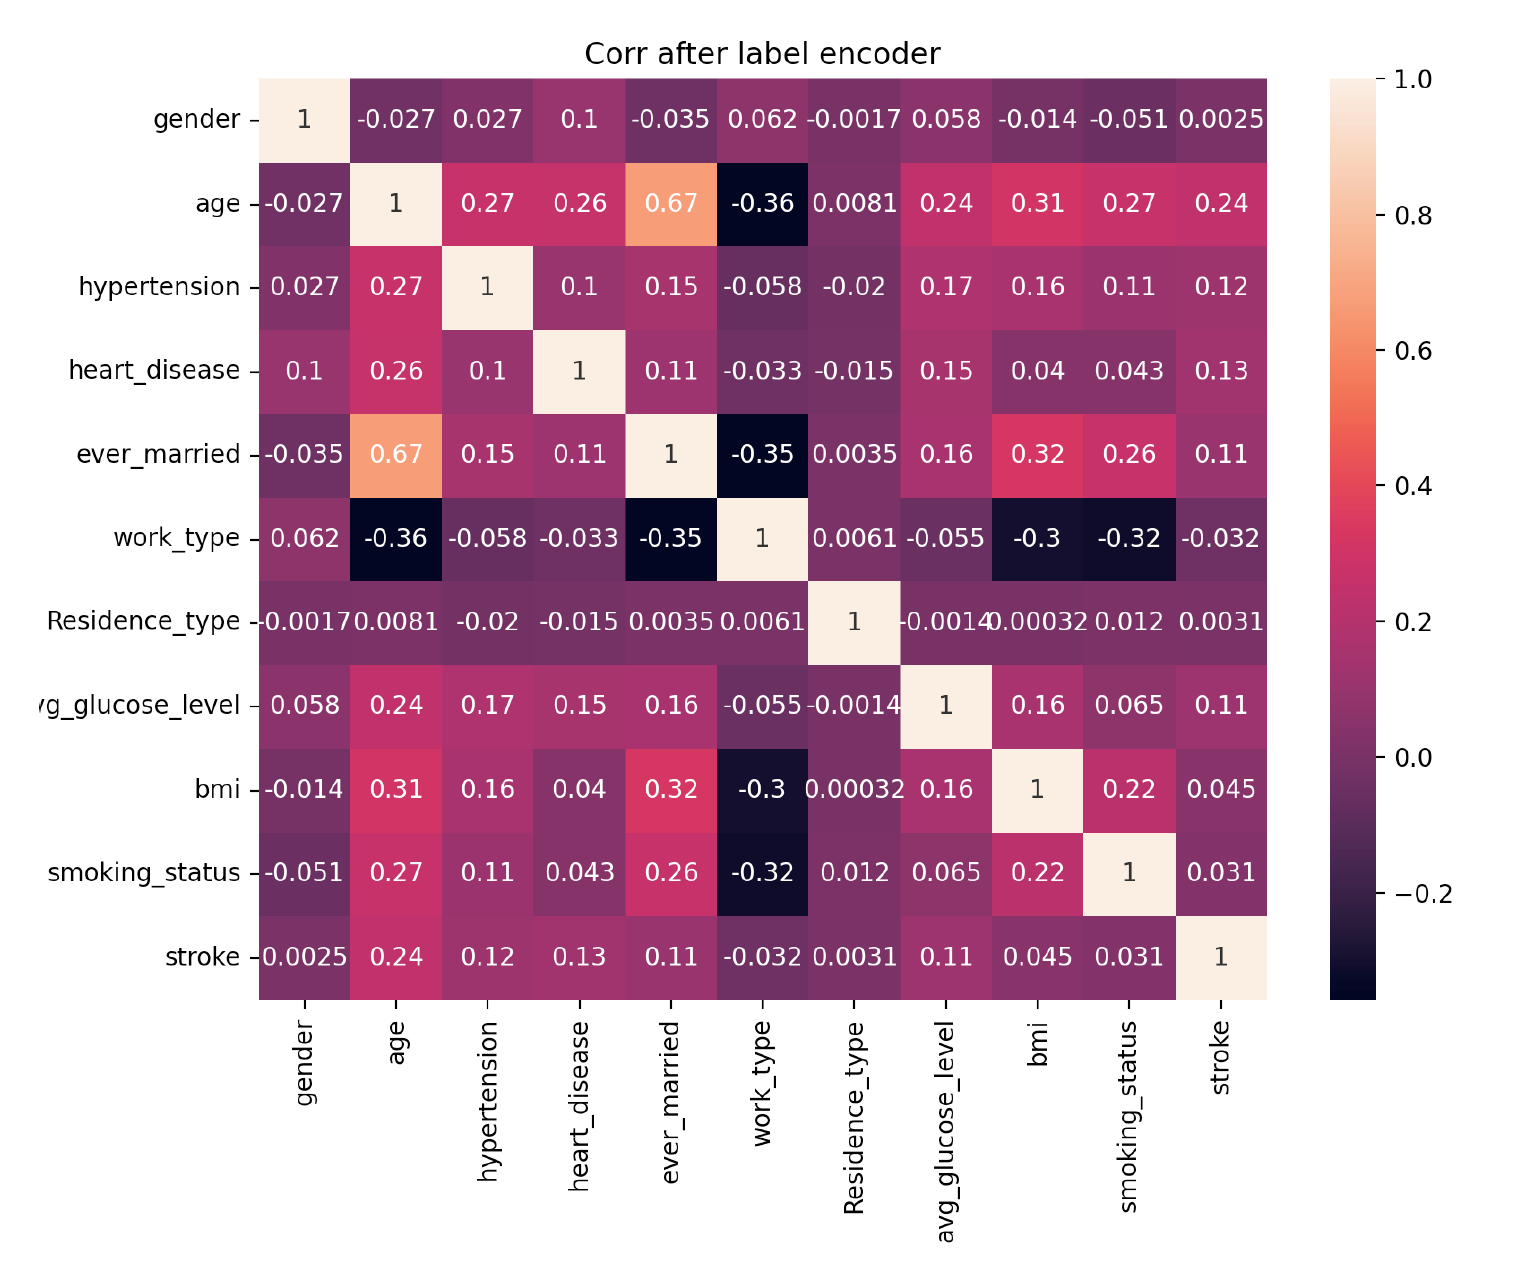 Corr after label encoder
gender 1 -0.027 0.027 0.1 -0.035 0.062 -0.0017 0.058 -0.014 -0.051 0.0025
age -0.027 1 0.27 0.26 0.67 -0.36 0.0081 0.24 0.31 0.27 0.24
hypertension 0.027 0.27 1 0.1 0.15 -0.058 -0.02 0.17 0.16 0.11 0.12
heart_disease 0.1 0.26 0.1 1 0.11 -0.033 -0.015 0.15 0.04 0.043 0.13
ever_married -0.035 0.67 0.15 0.11 1 -0.35 0.0035 0.16 0.32 0.26 0.11
work_type 0.062 -0.36 -0.058 -0.033 -0.35 1 0.0061 -0.055 -0.3 -0.32 -0.032
Residence_type -0.0017 0.0081 -0.02 -0.015 0.0035 0.0061 1 -0.0014 0.00032 0.012 0.0031
vg_glucose_level 0.058 0.24 0.17 0.15 0.16 -0.055 -0.0014 1 0.16 0.065 0.11
bmi -0.014 0.31 0.16 0.04 0.32 -0.3 0.00032 0.16 1 0.22 0.045
smoking_status -0.051 0.27 0.11 0.043 0.26 -0.32 0.012 0.065 0.22 1 0.031
stroke 0.0025 0.24 0.12 0.13 0.11 -0.032 0.0031 0.11 0.045 0.031 1
gender
age
hypertension
heart_disease
ever_married
work_type
Residence_type
avg_glucose_level
bmi
smoking_status
stroke
1.0
0.8
0.6
0.4
0.2
0.0
−0.2